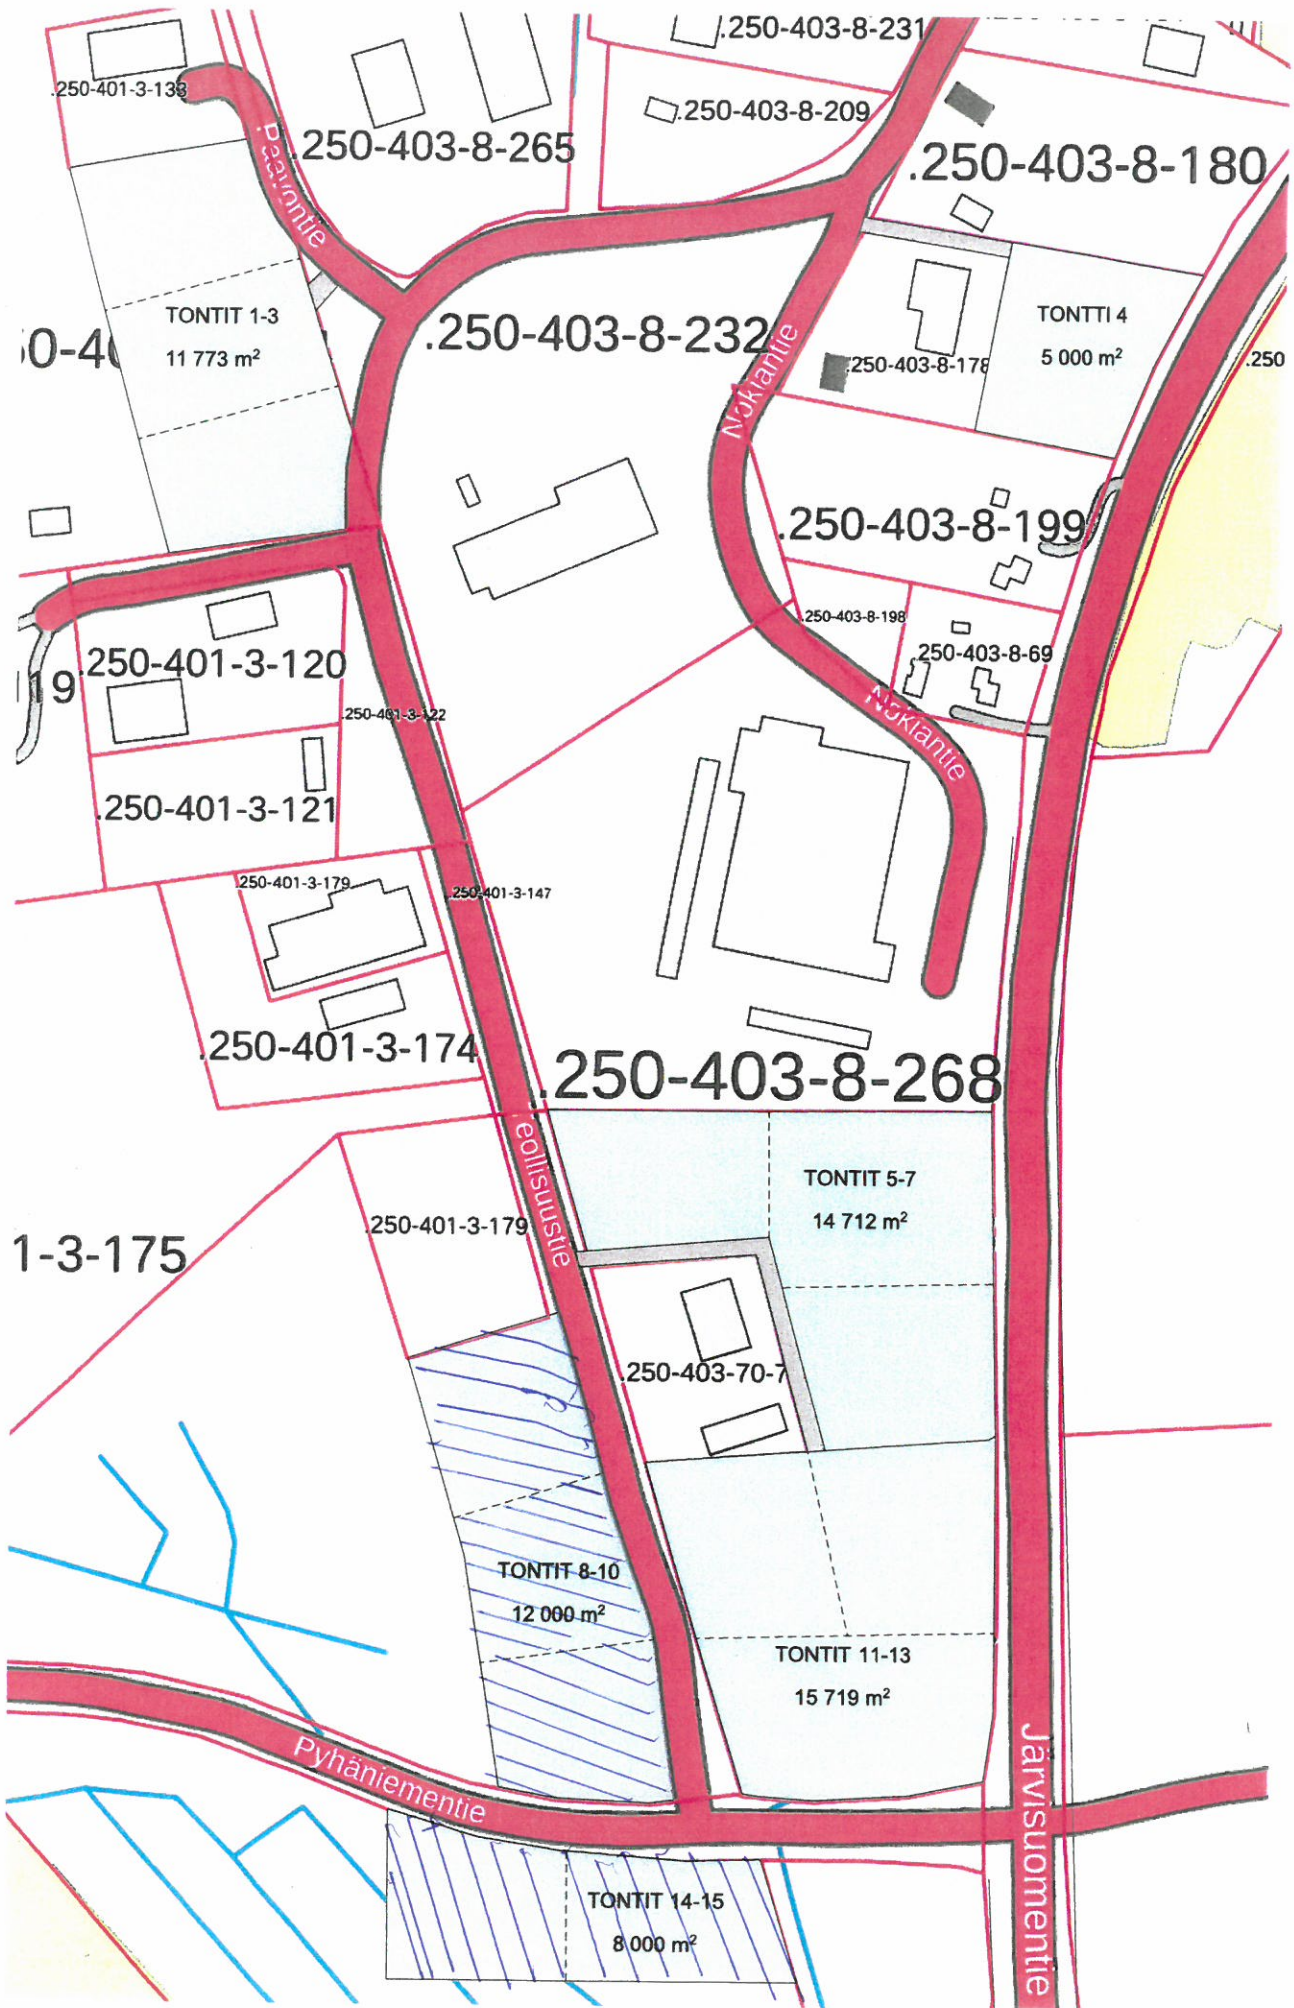 .250-403-8-231
.250-401-3-133
.250-403-8-209
.250-403-8-265
.250-403-8-180
Paavontie
TONTIT 1-3
11 773 m²
.250-403-8-232
Nokiantie
TONTTI 4
5 000 m²
.250-403-8-178
.250
.250-403-8-199
.250-403-8-198
.250-403-8-69
.250-401-3-120
19
.250-401-3-122
Nokiantie
.250-401-3-121
.250-401-3-179
.250-401-3-147
.250-401-3-174
.250-403-8-268
eollisuustie
TONTIT 5-7
14 712 m²
.250-401-3-179
1-3-175
.250-403-70-7
TONTIT 8-10
12 000 m²
TONTIT 11-13
15 719 m²
Pyhäniementie
Järvisuomentie
TONTIT 14-15
8 000 m²